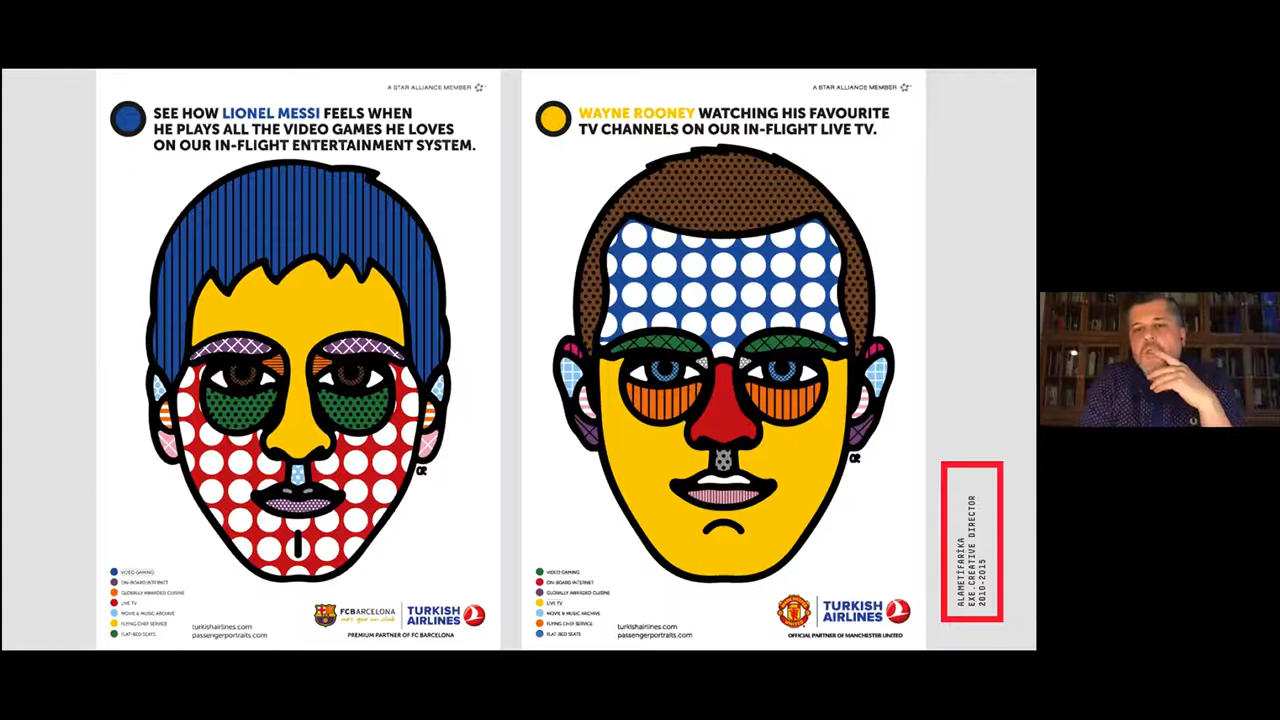 A STAR ALLIANCE MEMBER
SEE HOW LIONEL MESSI FEELS WHEN
HE PLAYS ALL THE VIDEO GAMES HE LOVES
ON OUR IN-FLIGHT ENTERTAINMENT SYSTEM.
VIDEO GAMING
ON-BOARD INTERNET
GLOBALLY AWARDED CUISINE
LIVE TV
MOVIE & MUSIC ARCHIVE
FLYING CHEF SERVICE
FLAT-BED SEATS
turkishairlines.com
passengerportraits.com
FCBARCELONA
més que un club
TURKISH
AIRLINES
PREMIUM PARTNER OF FC BARCELONA
A STAR ALLIANCE MEMBER
WAYNE ROONEY WATCHING HIS FAVOURITE
TV CHANNELS ON OUR IN-FLIGHT LIVE TV.
VIDEO GAMING
ON-BOARD INTERNET
GLOBALLY AWARDED CUISINE
LIVE TV
MOVIE & MUSIC ARCHIVE
FLYING CHEF SERVICE
FLAT-BED SEATS
turkishairlines.com
passengerportraits.com
TURKISH
AIRLINES
OFFICIAL PARTNER OF MANCHESTER UNITED
ALAMETİFARİKA
EXE.CREATIVE DIRECTOR
2010-2015